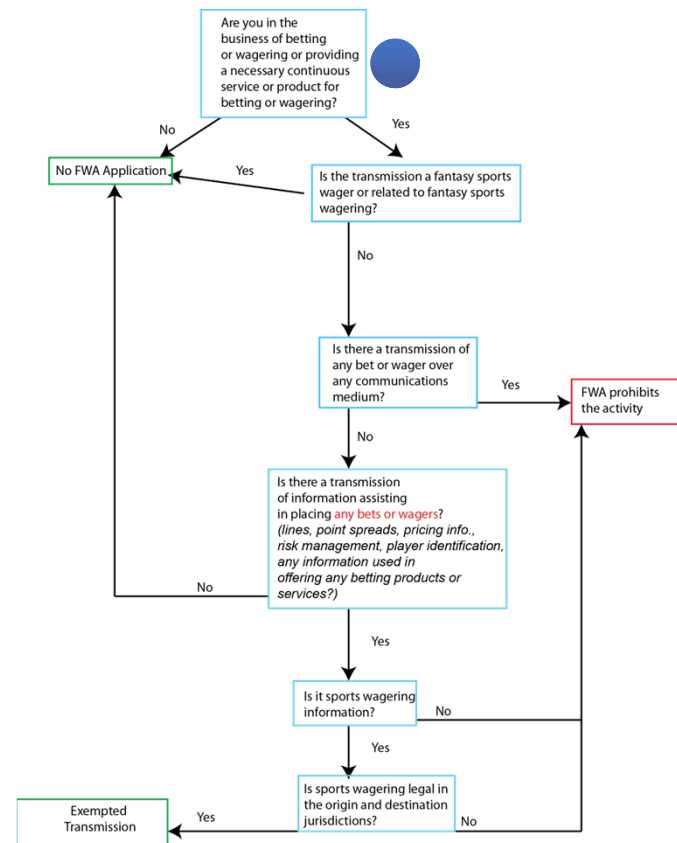 Are you in the
business of betting
or wagering or providing
a necessary continuous
service or product for
betting or wagering?
No
Yes
No FWA Application
Yes
Is the transmission a fantasy sports
wager or related to fantasy sports
wagering?
No
Is there a transmission of
any bet or wager over
any communications
medium?
Yes
FWA prohibits
the activity
No
Is there a transmission
of information assisting
in placing any bets or wagers?
(lines, point spreads, pricing info.,
risk management, player identification,
any information used in
offering any betting products or
services?)
No
Yes
Is it sports wagering
information?
No
Yes
Is sports wagering legal in
the origin and destination
jurisdictions?
Yes
No
Exempted
Transmission